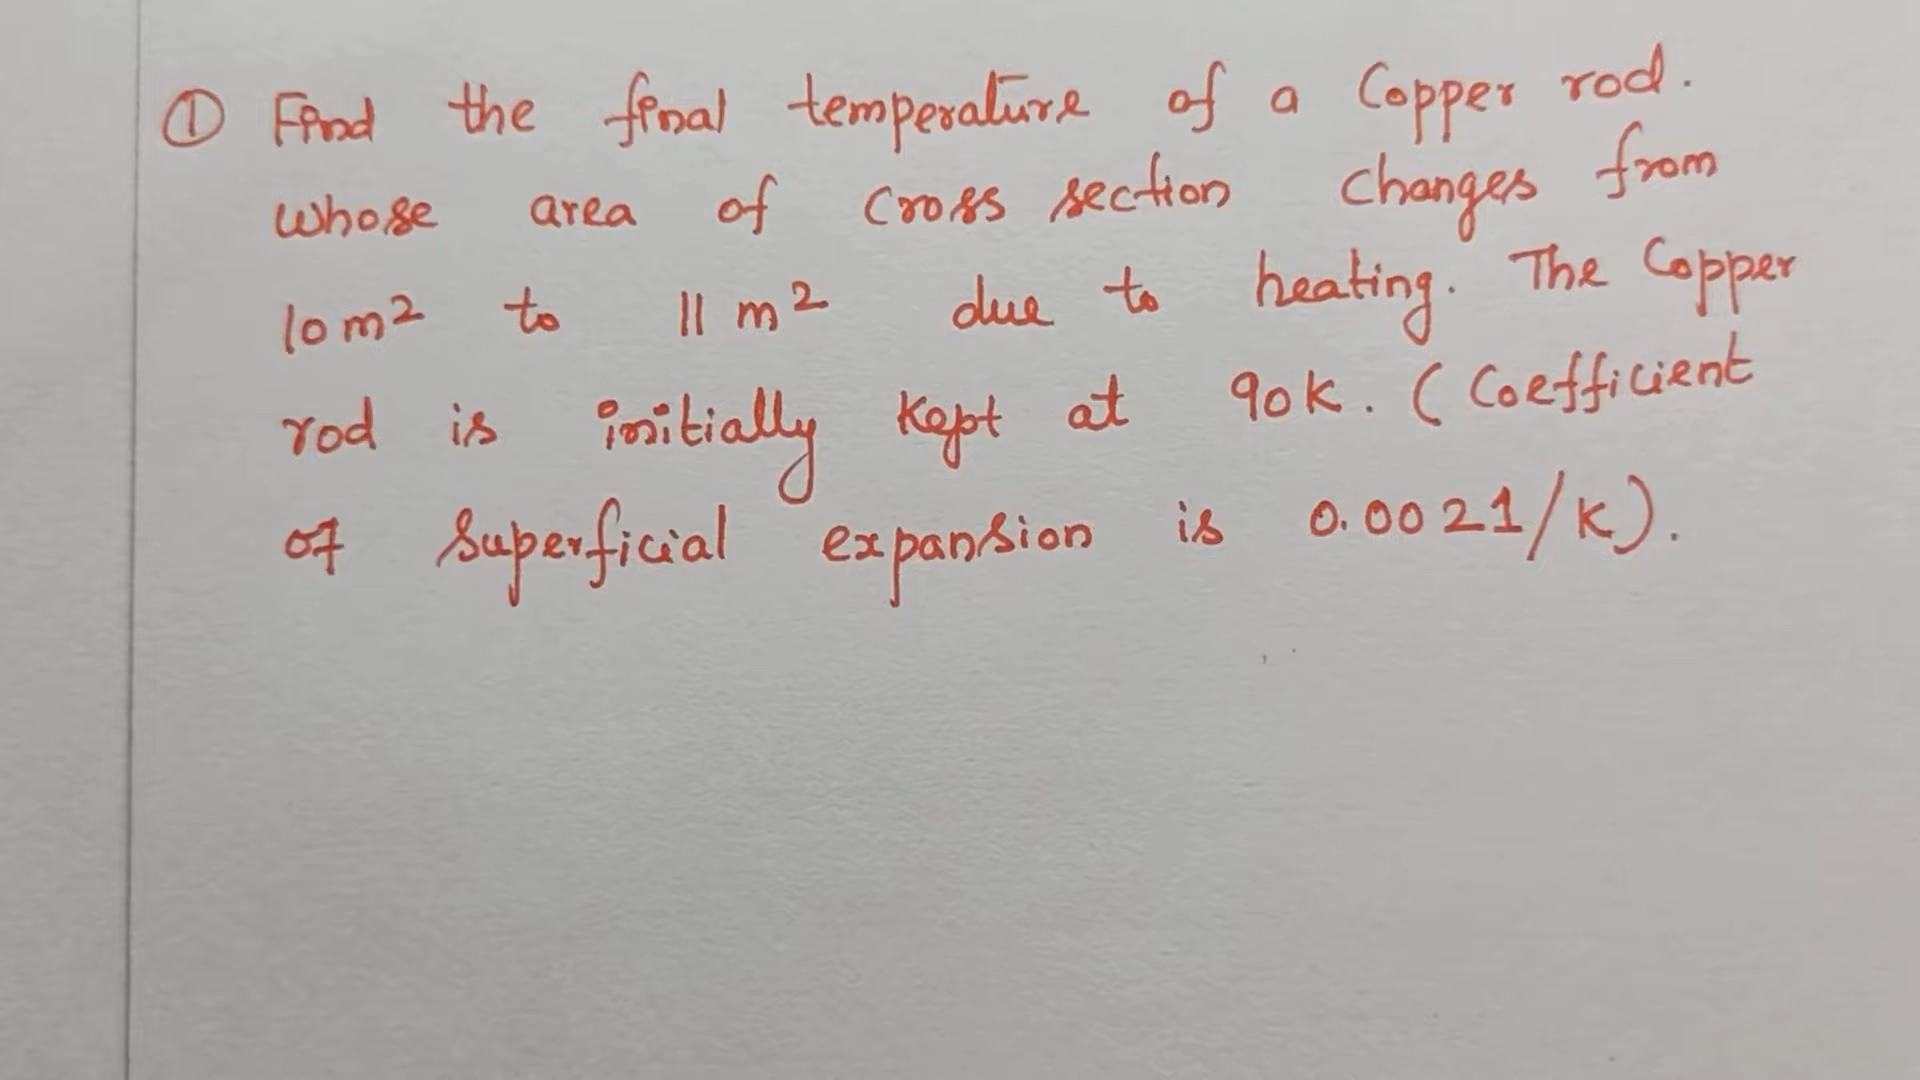 ① Find the final temperature of a Copper rod.
whose area of cross section changes from
10 m² to 11 m² due to heating. The Copper
rod is initially kept at 90K. (Coefficient
of superficial expansion is 0.0021/K).